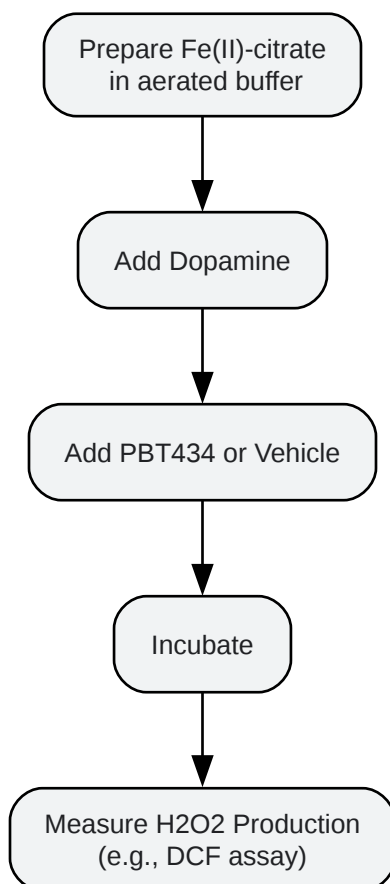 Prepare Fe(II)-citrate
in aerated buffer
Add Dopamine
Add PBT434 or Vehicle
Incubate
Measure H2O2 Production
(e.g., DCF assay)